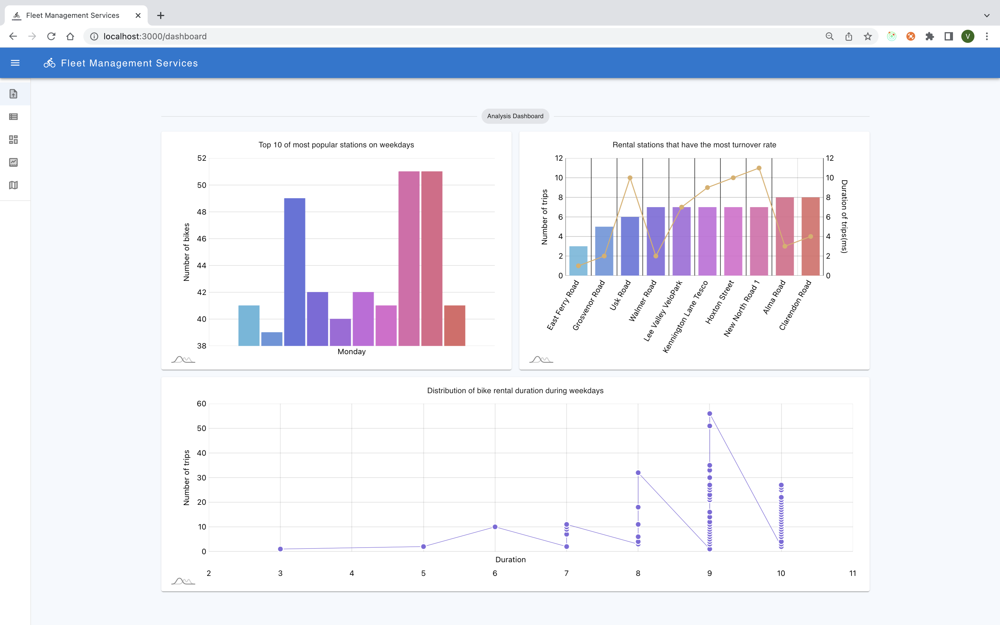 Fleet Management Services
localhost:3000/dashboard
V
Fleet Management Services
Analysis Dashboard
Top 10 of most popular stations on weekdays
52
50
48
46
44
42
40
38
Number of bikes
Monday
Rental stations that have the most turnover rate
12
10
8
6
4
2
0
Number of trips
12
10
8
6
4
2
0
Duration of trips(ms)
East Ferry Road
Grosvenor Road
Usk Road
Walmer Road
Lee Valley VeloPark
Kennington Lane Tesco
Hoxton Street
New North Road 1
Alma Road
Clarendon Road
Distribution of bike rental duration during weekdays
60
50
40
30
20
10
0
Number of trips
Duration
2 3 4 5 6 7 8 9 10 11